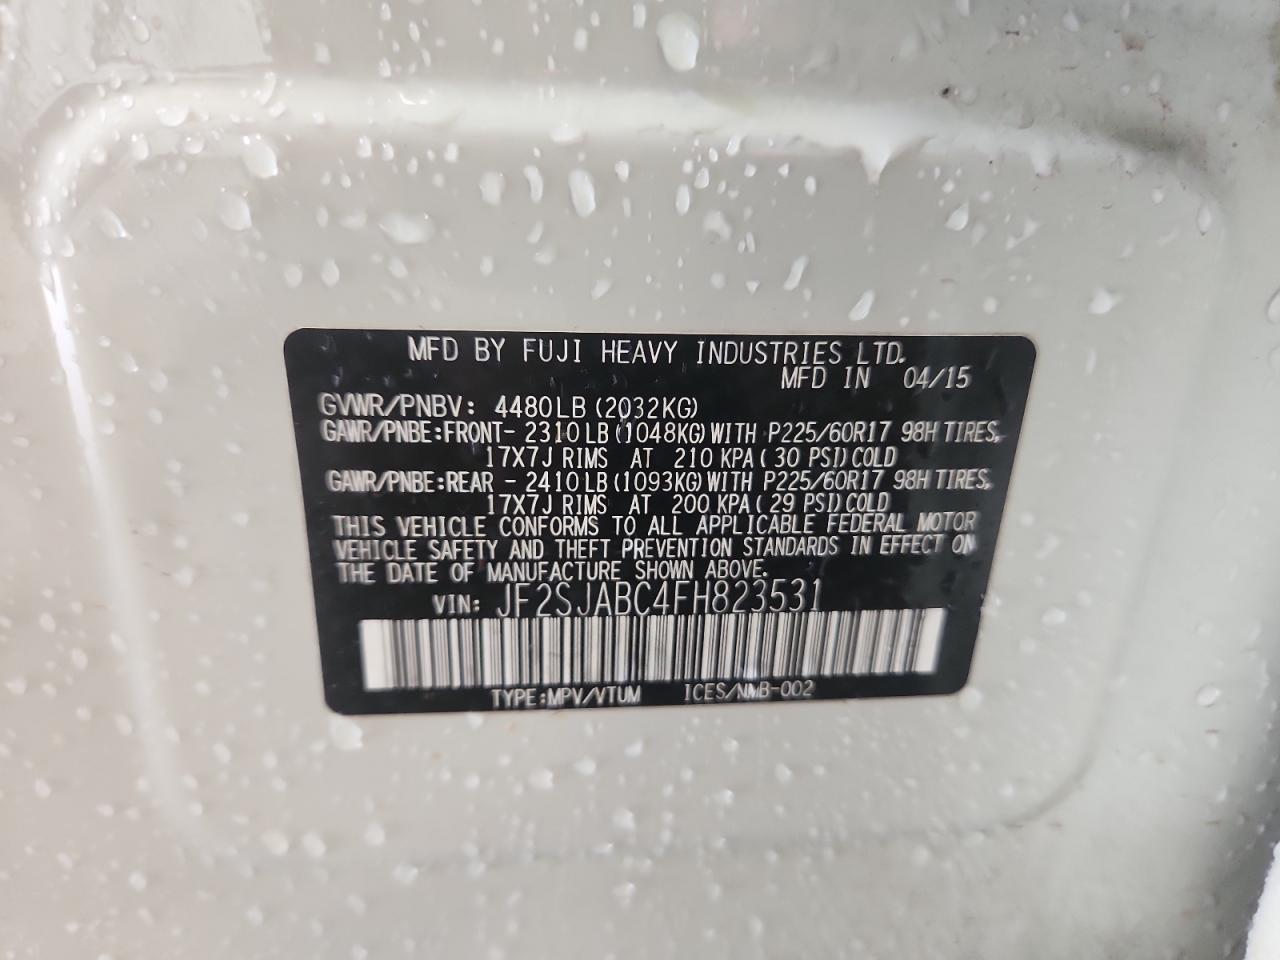 MFD BY FUJI HEAVY INDUSTRIES LTD.
MFD IN 04/15
GVWR/PNBV: 4480LB (2032KG)
GAWR/PNBE:FRONT- 2310 LB (1048KG) WITH P225/60R17 98H TIRES,
17X7J RIMS AT 210 KPA ( 30 PSI) COLD
GAWR/PNBE:REAR - 2410 LB (1093KG) WITH P225/60R17 98H TIRES,
17X7J RIMS AT 200 KPA ( 29 PSI) COLD
THIS VEHICLE CONFORMS TO ALL APPLICABLE FEDERAL MOTOR
VEHICLE SAFETY AND THEFT PREVENTION STANDARDS IN EFFECT ON
THE DATE OF MANUFACTURE SHOWN ABOVE.
VIN: JF2SJABC4FH823531
TYPE:MPV/VTUM ICES/NMB-002